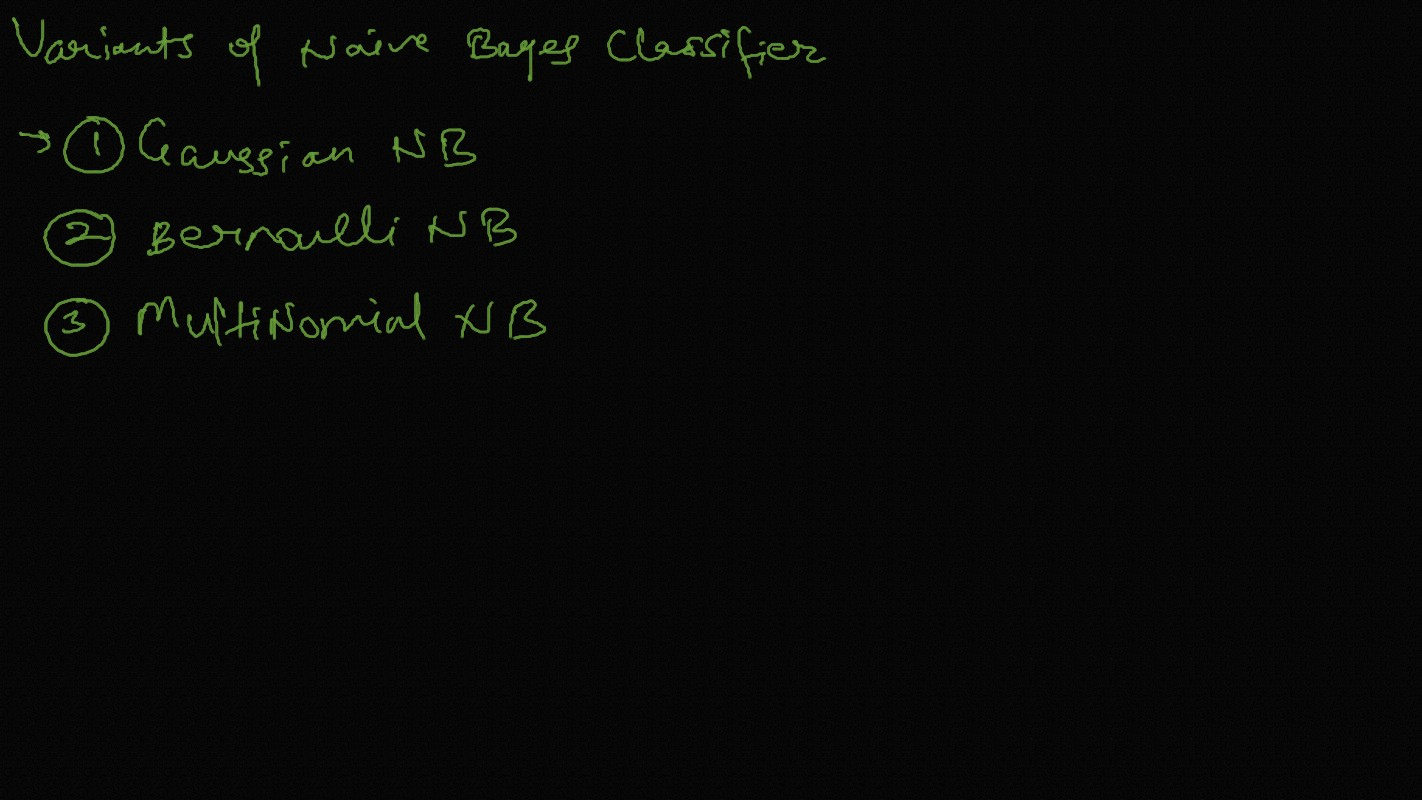 Variants of Naive Bayes Classifier
→ ① Gaussian NB
② Bernoulli NB
③ MultiNomial NB